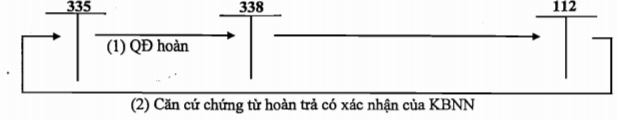 335 338 112
(1) QĐ hoàn
(2) Căn cứ chứng từ hoàn trả có xác nhận của KBNN